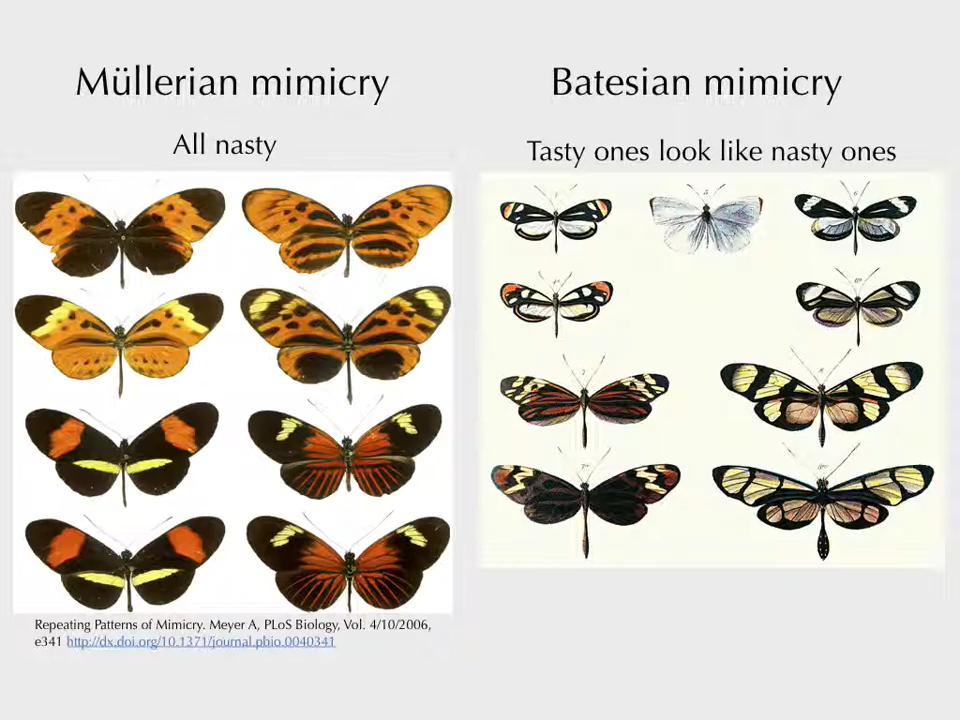 Müllerian mimicry
All nasty
Batesian mimicry
Tasty ones look like nasty ones
Repeating Patterns of Mimicry. Meyer A, PLoS Biology, Vol. 4/10/2006,
e341 http://dx.doi.org/10.1371/journal.pbio.0040341